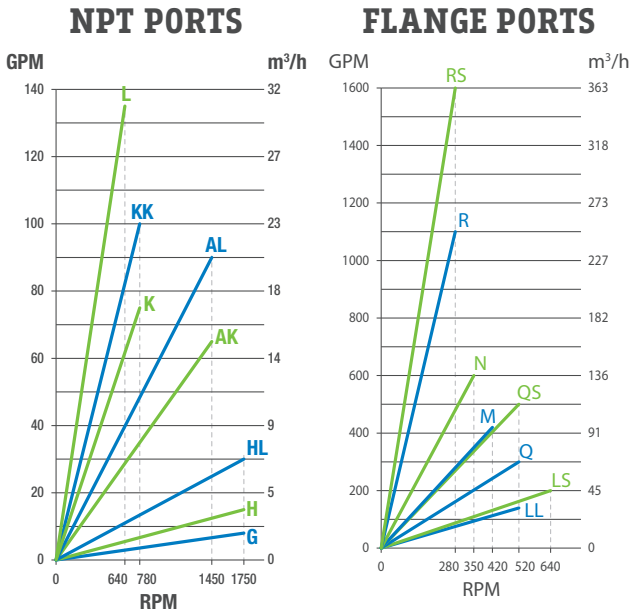 NPT PORTS
GPM
m³/h
140
120
100
80
60
40
20
0
32
27
23
18
14
9
5
0
L
KK
AL
K
AK
HL
H
G
0
640
780
1450
1750
RPM
FLANGE PORTS
GPM
m³/h
1600
1400
1200
1000
800
600
400
200
0
363
318
273
227
182
136
91
45
0
RS
R
N
QS
M
Q
LS
LL
0
280
350
420
520
640
RPM